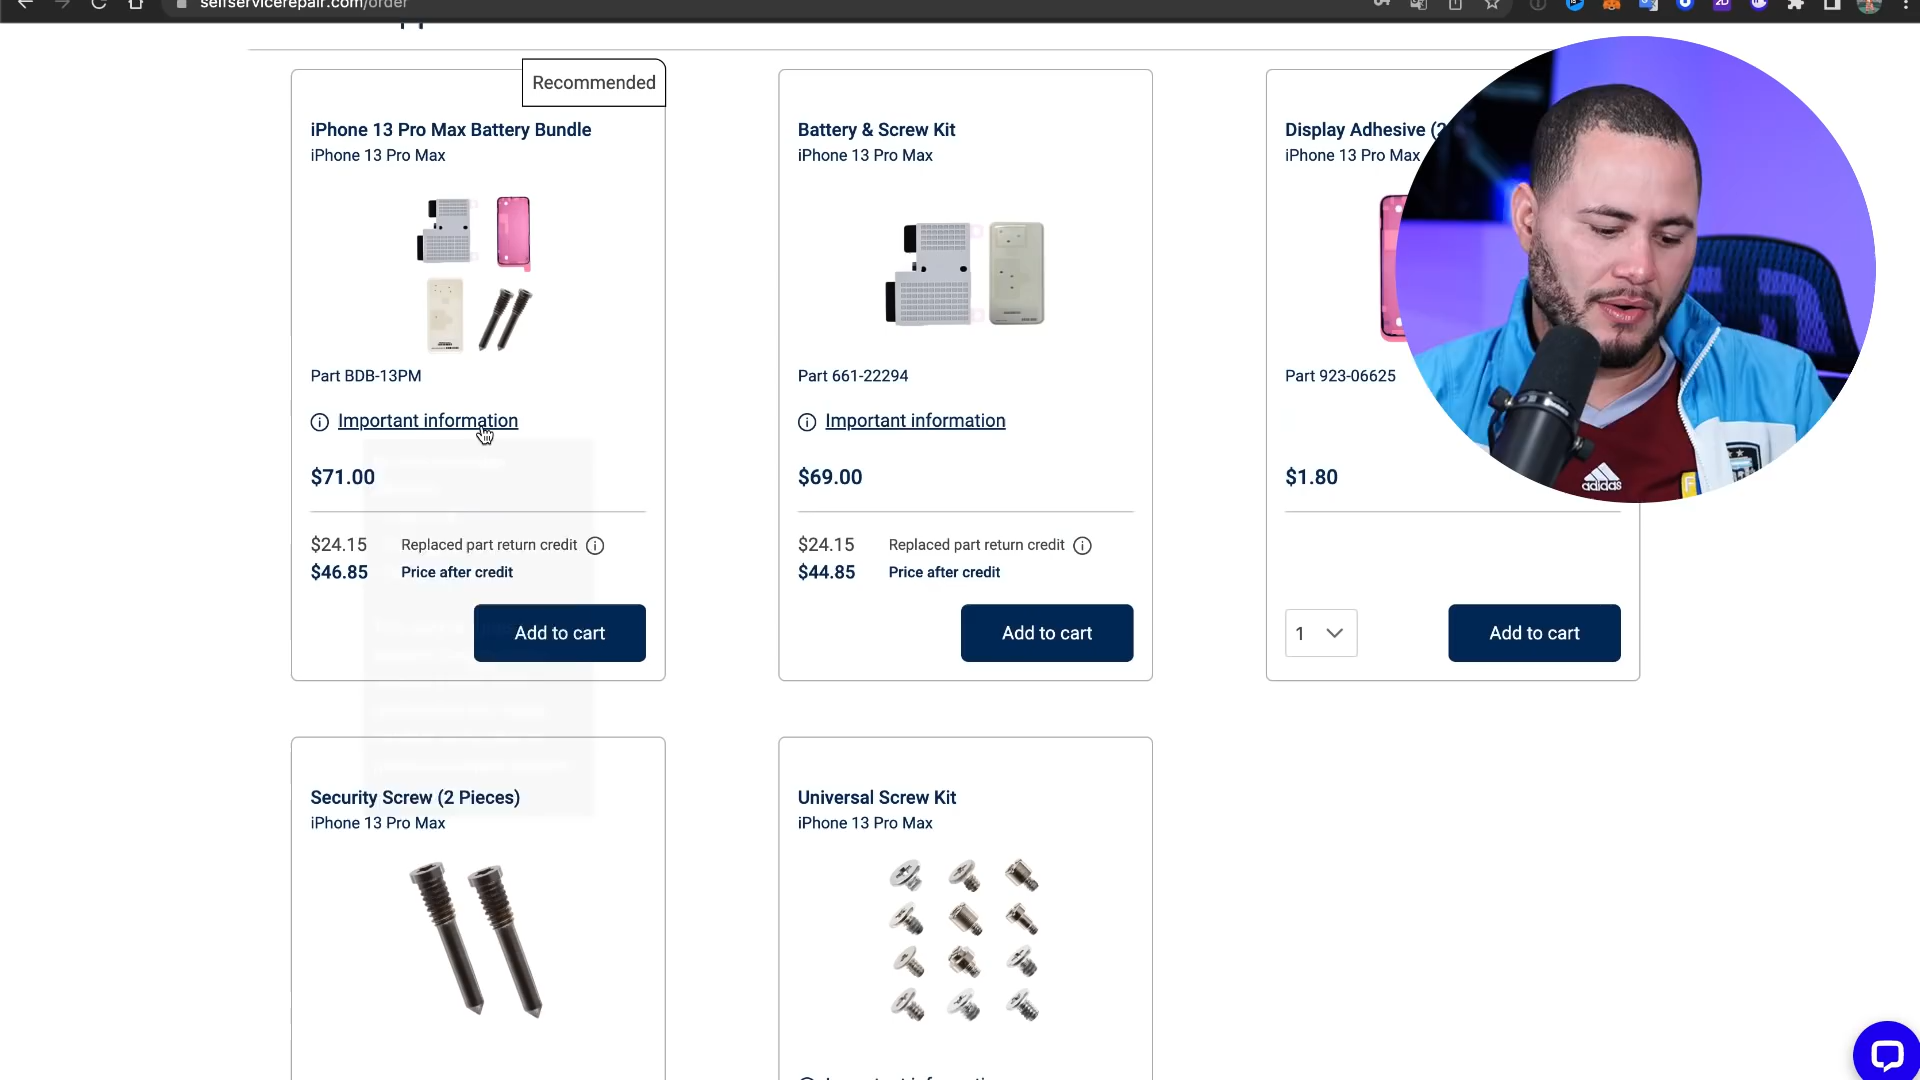 selfservicerepair.com/order
Recommended
iPhone 13 Pro Max Battery Bundle
iPhone 13 Pro Max
Part BDB-13PM
Important information
$71.00
$24.15 Replaced part return credit
$46.85 Price after credit
Add to cart
Battery & Screw Kit
iPhone 13 Pro Max
Part 661-22294
Important information
$69.00
$24.15 Replaced part return credit
$44.85 Price after credit
Add to cart
Display Adhesive (2
iPhone 13 Pro Max
Part 923-06625
$1.80
1
Add to cart
adidas
Security Screw (2 Pieces)
iPhone 13 Pro Max
Universal Screw Kit
iPhone 13 Pro Max